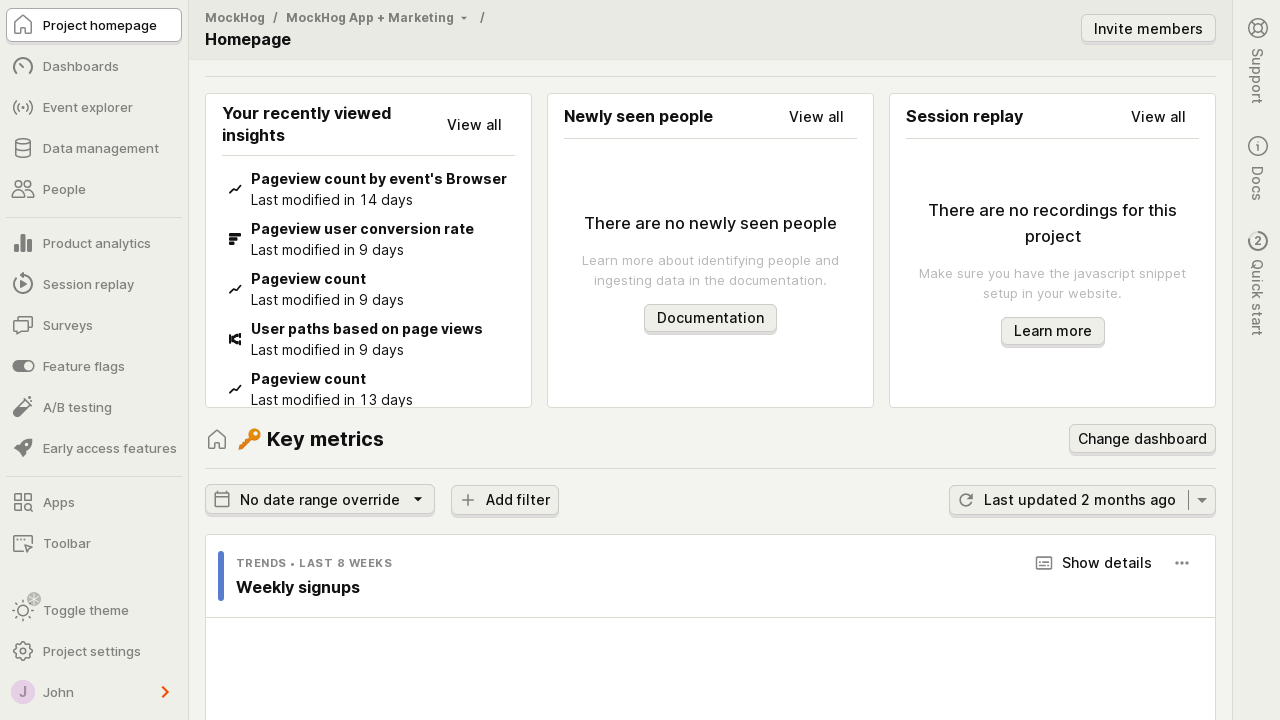 Project homepage
Dashboards
Event explorer
Data management
People
Product analytics
Session replay
Surveys
Feature flags
A/B testing
Early access features
Apps
Toolbar
Toggle theme
Project settings
J John
MockHog / MockHog App + Marketing /
Homepage
Invite members
Your recently viewed
insights
View all
Pageview count by event's Browser
Last modified in 14 days
Pageview user conversion rate
Last modified in 9 days
Pageview count
Last modified in 9 days
User paths based on page views
Last modified in 9 days
Pageview count
Last modified in 13 days
Newly seen people
View all
There are no newly seen people
Learn more about identifying people and
ingesting data in the documentation.
Documentation
Session replay
View all
There are no recordings for this
project
Make sure you have the javascript snippet
setup in your website.
Learn more
🔑 Key metrics
Change dashboard
No date range override
Add filter
Last updated 2 months ago
TRENDS • LAST 8 WEEKS
Weekly signups
Show details
Support
Docs
2
Quick start